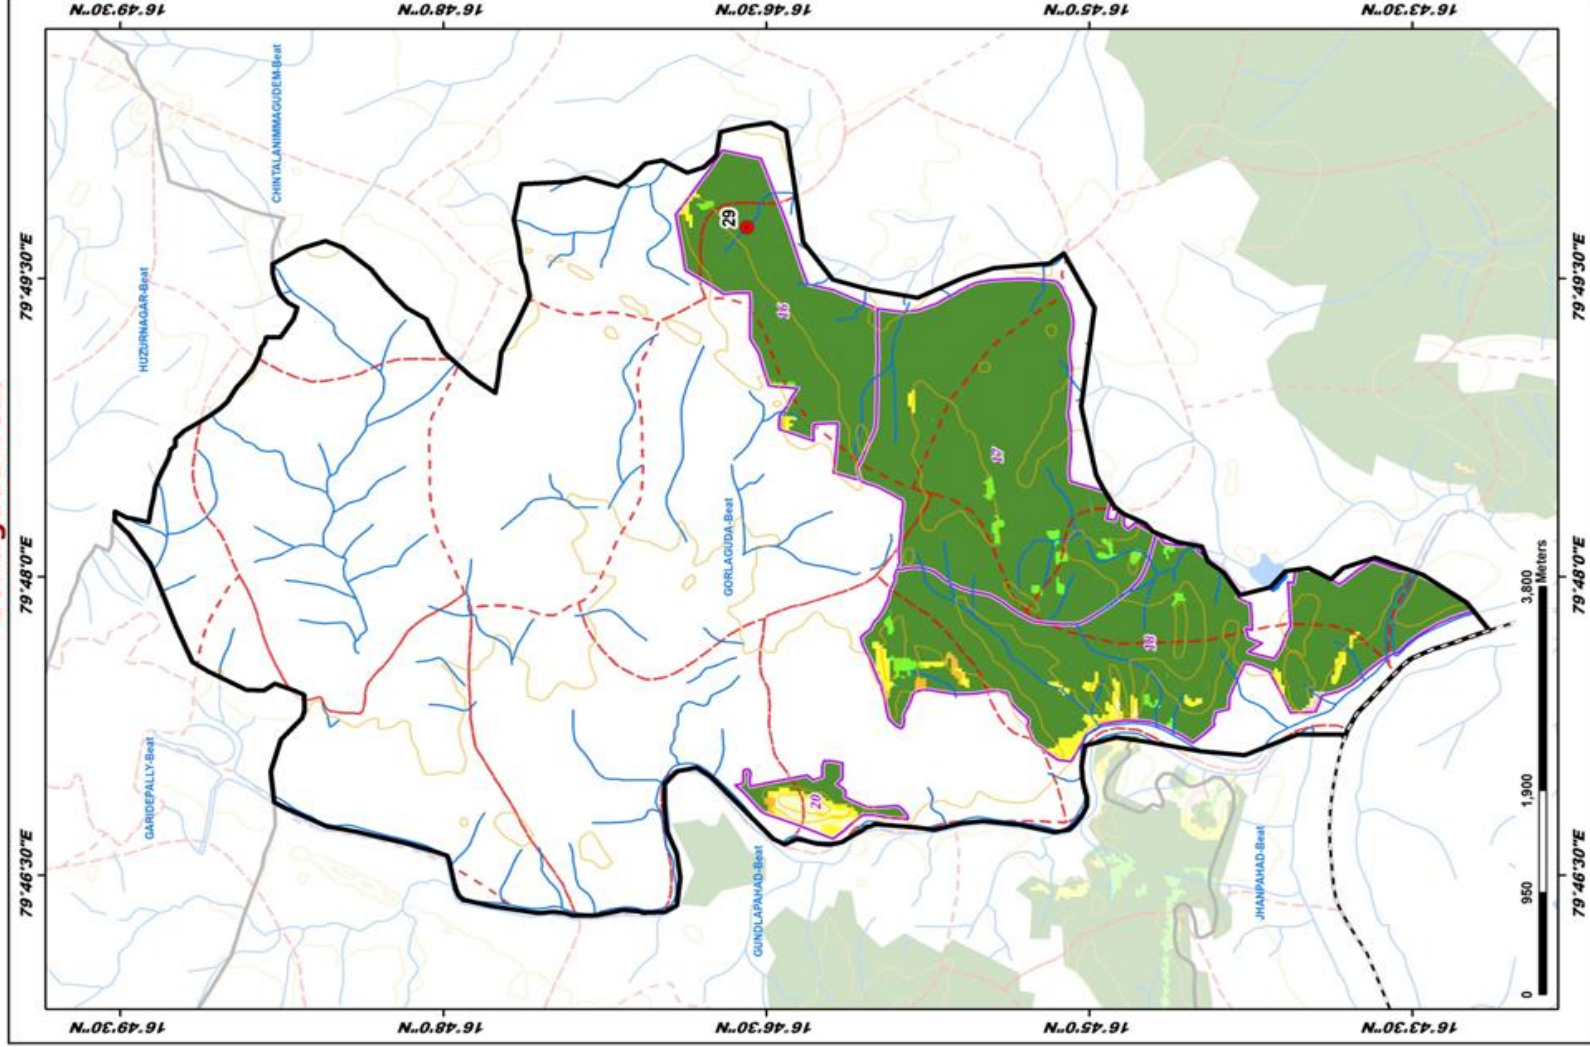 16°49'30"N
16°48'0"N
16°46'30"N
16°45'0"N
16°43'30"N
CHINTALANIMMAGUDEM-Beat
HUZURNAGAR-Beat
79°49'30"E
79°49'30"E
29
16
17
GORLAGUDA-Beat
79°48'0"E
79°48'0"E
18
GARIDEPALLY-Beat
20
GUNDLAPAHAD-Beat
JHANPAHAD-Beat
79°46'30"E
79°46'30"E
0
950
1,900
3,800
Meters
16°49'30"N
16°48'0"N
16°46'30"N
16°45'0"N
16°43'30"N